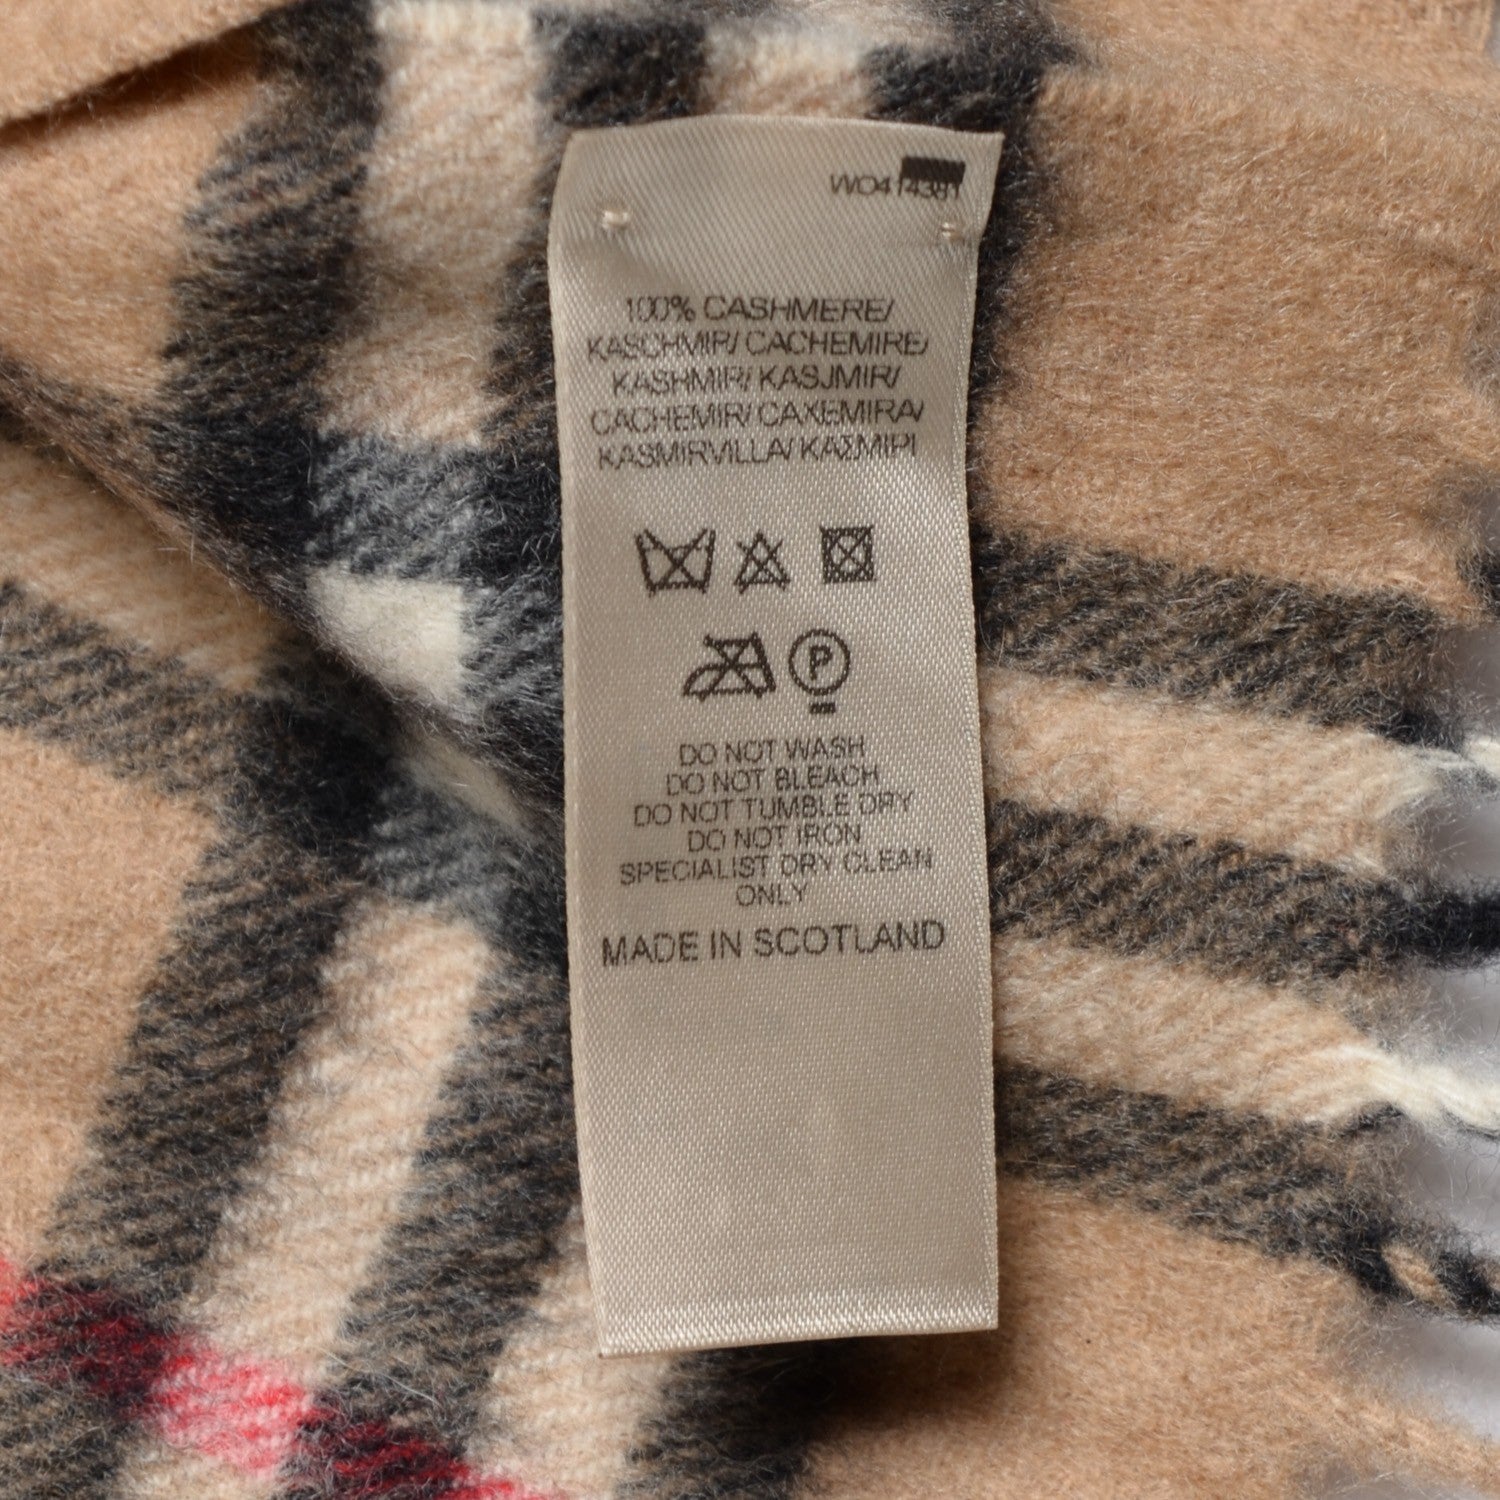 WO414391
100% CASHMERE/
KASCHMIR/ CACHEMIRE/
KASHMIR/ KASJMIR/
CACHEMIR/ CAXEMIRA/
KASMIRVILLA/ ΚΑΣΜΙΡΙ
P
DO NOT WASH
DO NOT BLEACH
DO NOT TUMBLE DRY
DO NOT IRON
SPECIALIST DRY CLEAN
ONLY
MADE IN SCOTLAND